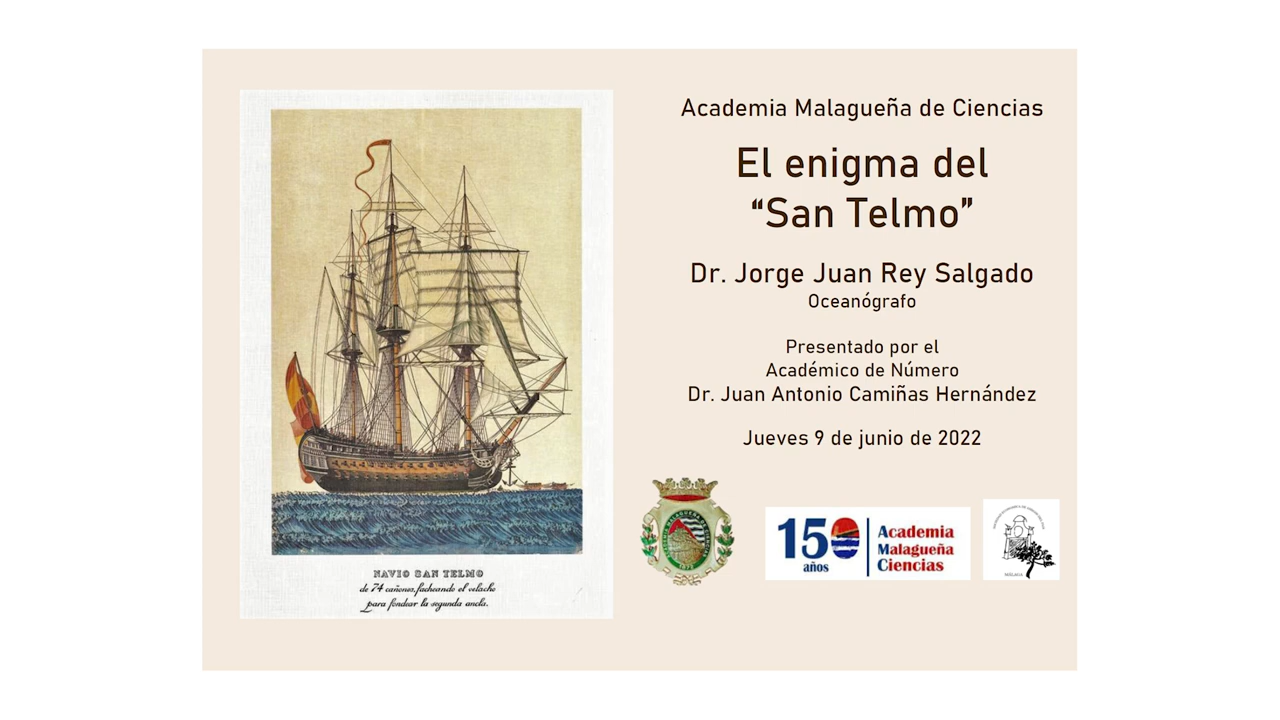 Academia Malagueña de Ciencias
El enigma del
“San Telmo”
Dr. Jorge Juan Rey Salgado
Oceanógrafo
Presentado por el
Académico de Número
Dr. Juan Antonio Camiñas Hernández
Jueves 9 de junio de 2022
NAVIO SAN TELMO
de 74 cañones, facheando el velacho
para fondear la segunda ancla.
150
años
Academia
Malagueña
Ciencias
MÁLAGA